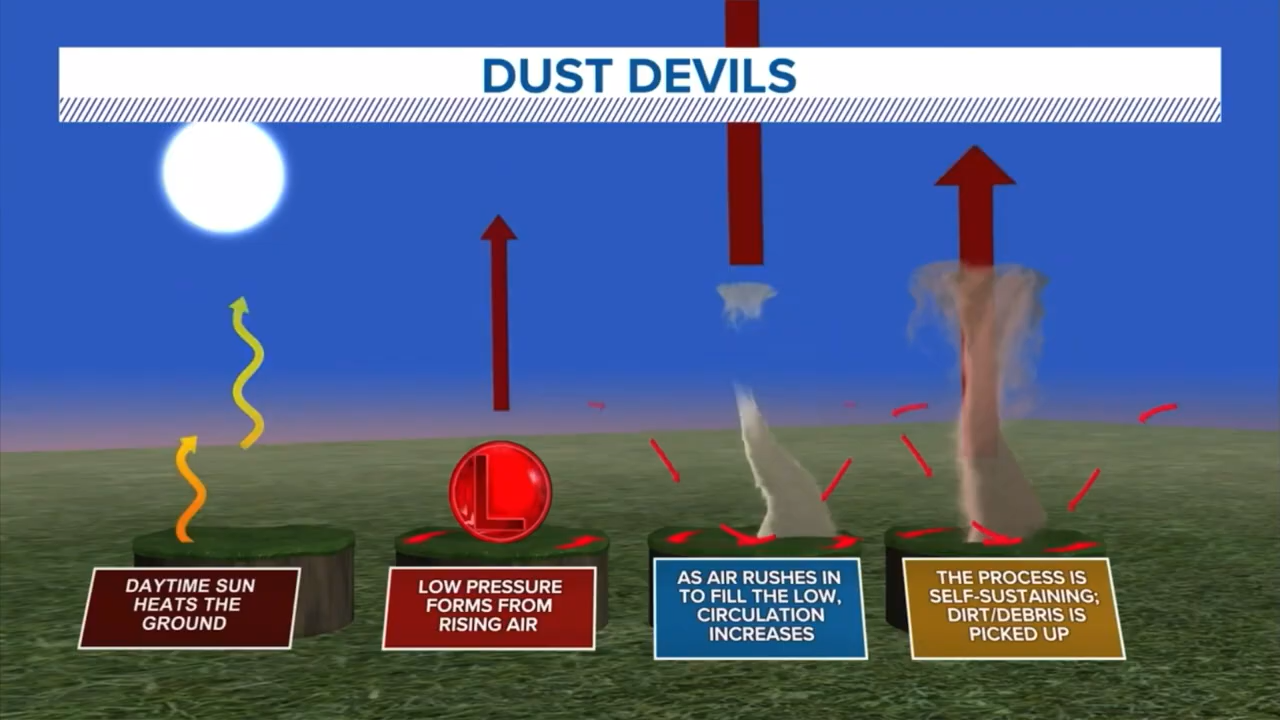 DUST DEVILS
L
DAYTIME SUN
HEATS THE
GROUND
LOW PRESSURE
FORMS FROM
RISING AIR
AS AIR RUSHES IN
TO FILL THE LOW,
CIRCULATION
INCREASES
THE PROCESS IS
SELF-SUSTAINING;
DIRT/DEBRIS IS
PICKED UP